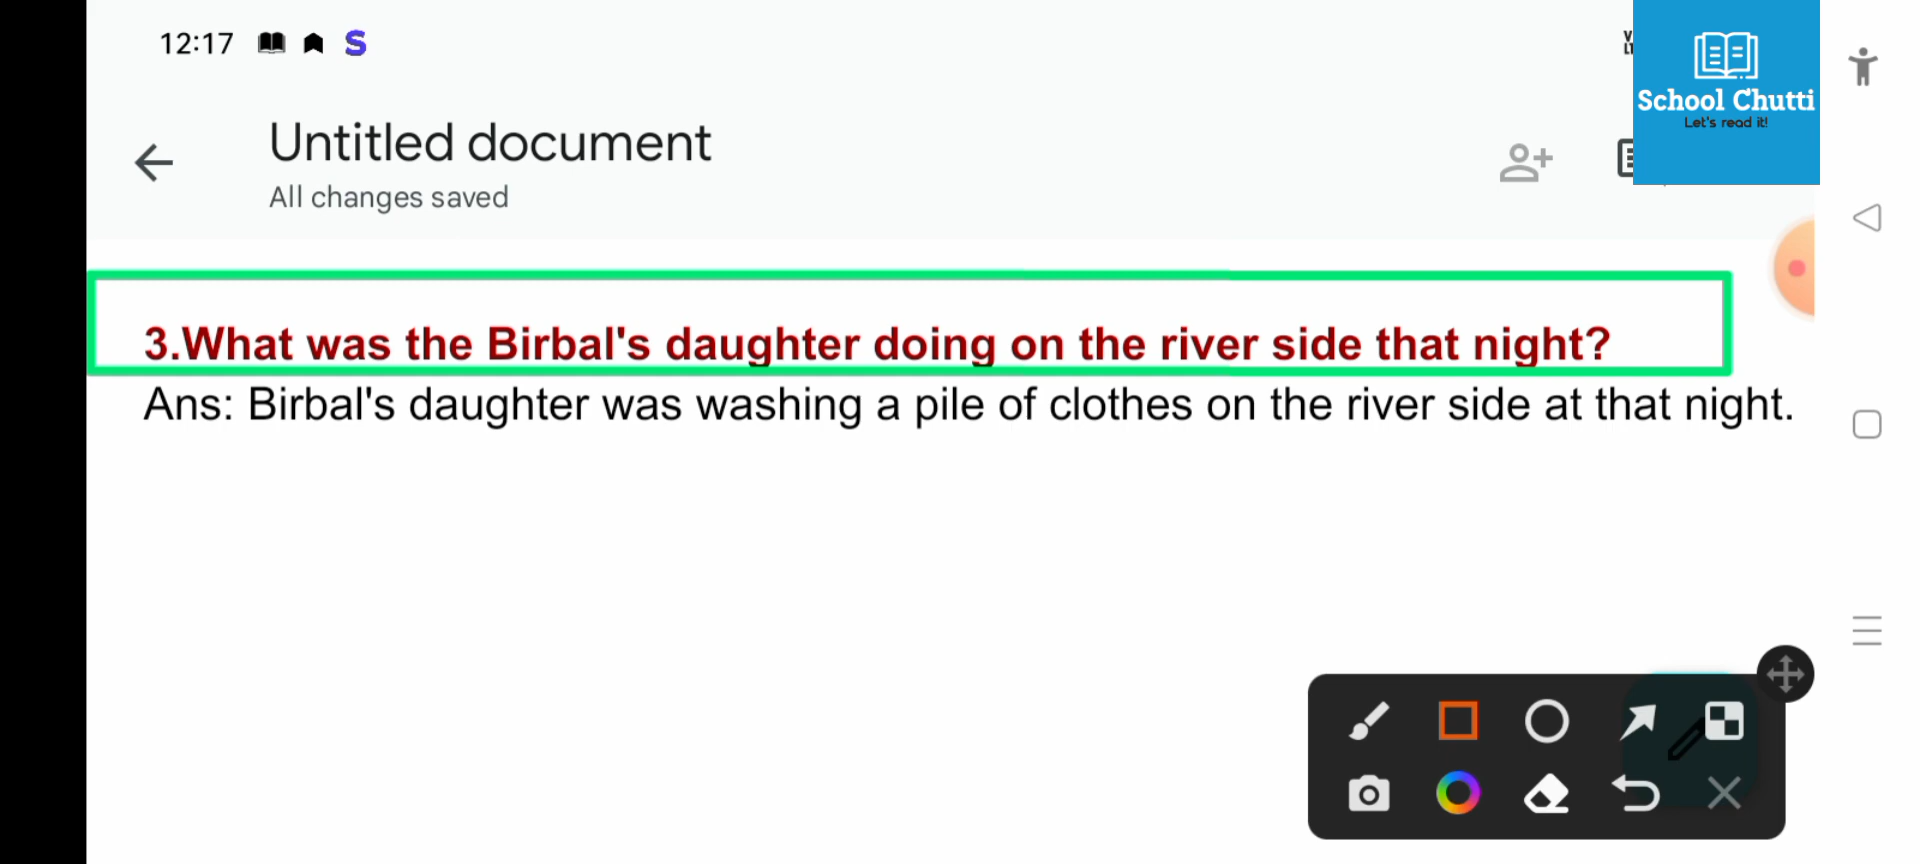 12:17
School Chutti
Let's read it!
Untitled document
All changes saved
3.What was the Birbal's daughter doing on the river side that night?
Ans: Birbal's daughter was washing a pile of clothes on the river side at that night.